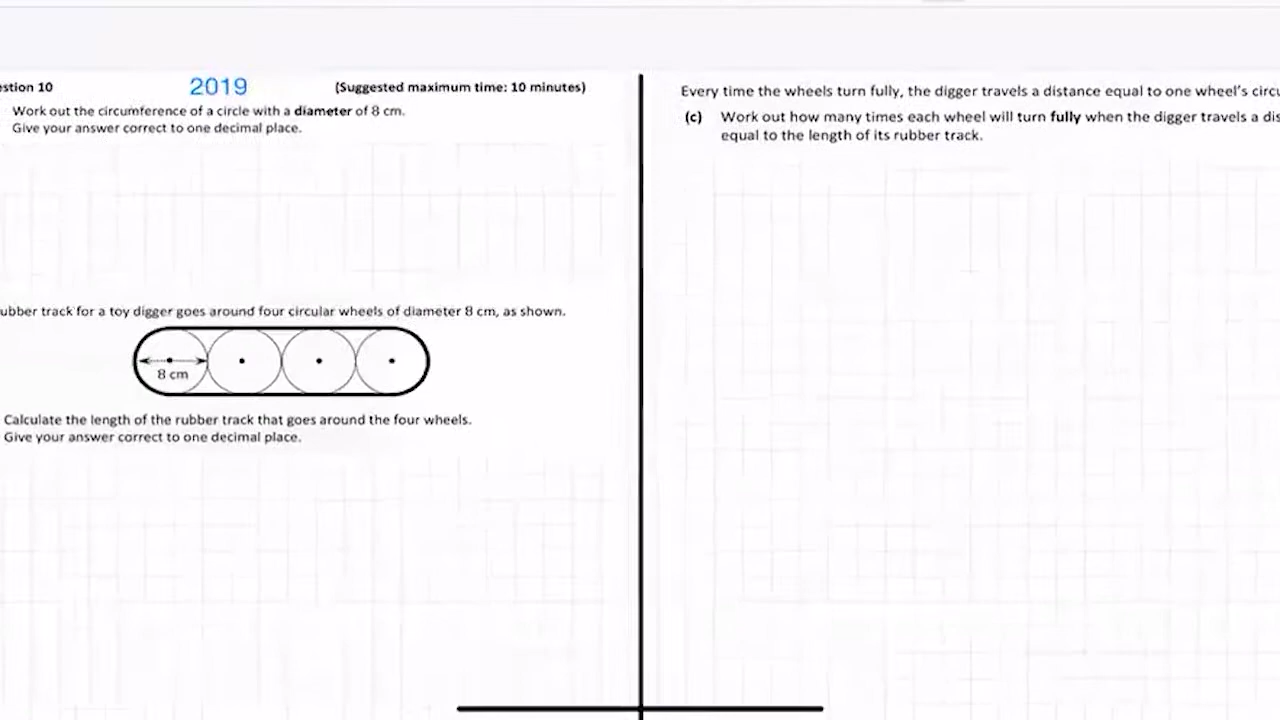 stion 10 2019 (Suggested maximum time: 10 minutes)
Work out the circumference of a circle with a diameter of 8 cm.
Give your answer correct to one decimal place.
ubber track for a toy digger goes around four circular wheels of diameter 8 cm, as shown.
8 cm
Calculate the length of the rubber track that goes around the four wheels.
Give your answer correct to one decimal place.
Every time the wheels turn fully, the digger travels a distance equal to one wheel's circu
(c) Work out how many times each wheel will turn fully when the digger travels a dis
equal to the length of its rubber track.